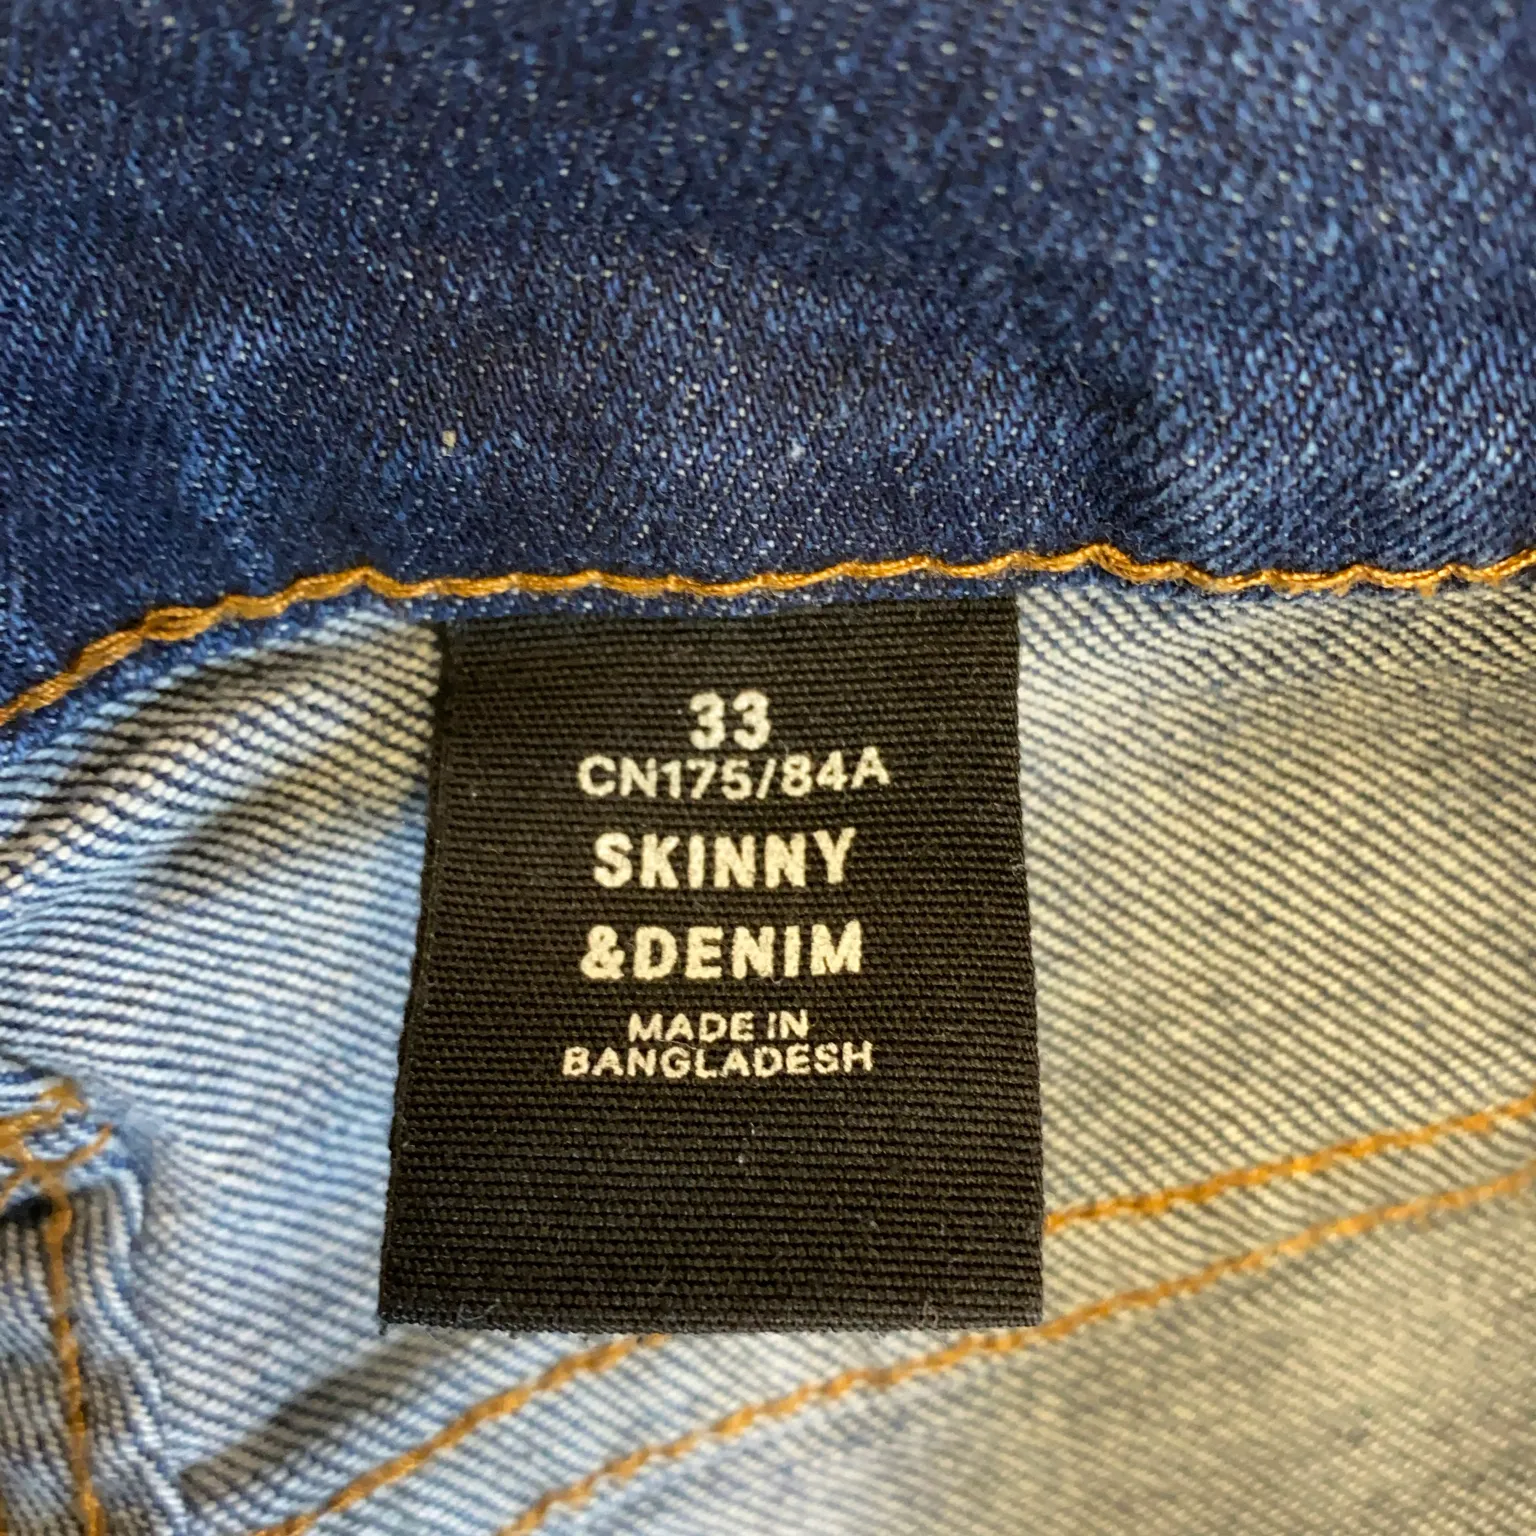 33
CN175/84A
SKINNY
&DENIM
MADE IN
BANGLADESH